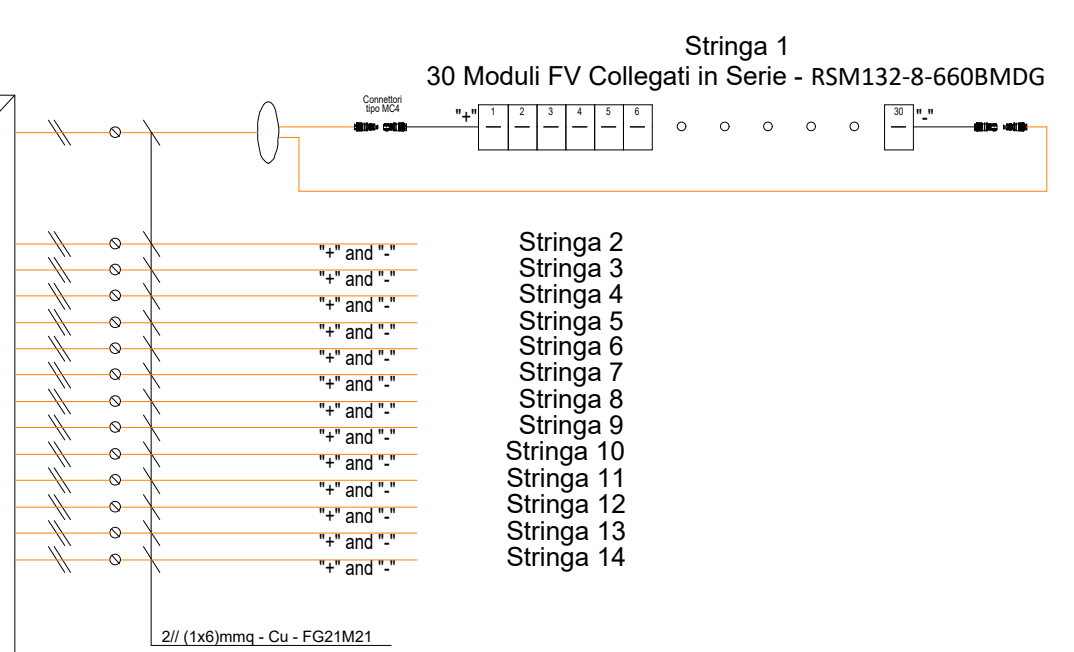 Stringa 1
30 Moduli FV Collegati in Serie - RSM132-8-660BMDG
Connettori
tipo MC4
"+" 1 2 3 4 5 6 30 "-"
"+" and "-" Stringa 2
"+" and "-" Stringa 3
"+" and "-" Stringa 4
"+" and "-" Stringa 5
"+" and "-" Stringa 6
"+" and "-" Stringa 7
"+" and "-" Stringa 8
"+" and "-" Stringa 9
"+" and "-" Stringa 10
"+" and "-" Stringa 11
"+" and "-" Stringa 12
"+" and "-" Stringa 13
"+" and "-" Stringa 14
2// (1x6)mmq - Cu - FG21M21